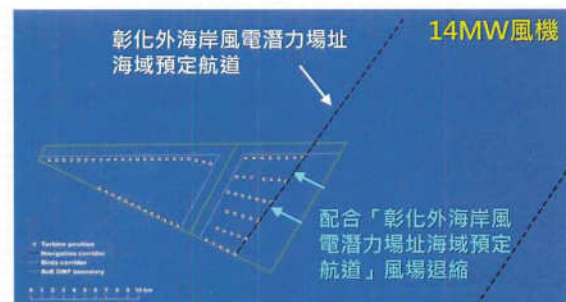 彰化外海岸風電潛力場址
海域預定航道
14MW風機
配合「彰化外海岸風
電潛力場址海域預定
航道」風場退縮
Turbine position
Navigation corridor
Birds corridor